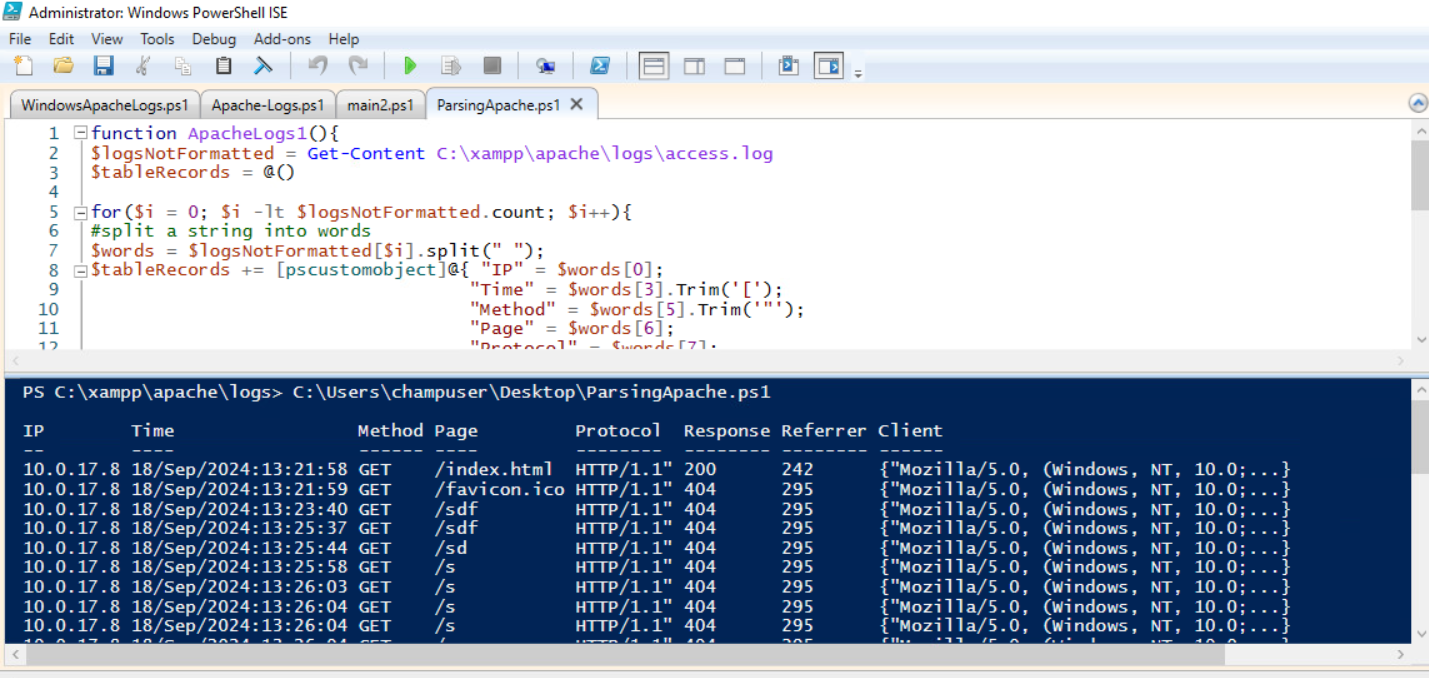 Administrator: Windows PowerShell ISE
File Edit View Tools Debug Add-ons Help
WindowsApacheLogs.ps1 Apache-Logs.ps1 main2.ps1 ParsingApache.ps1 X
1 function ApacheLogs1(){
2 $logsNotFormatted = Get-Content C:\xampp\apache\logs\access.log
3 $tableRecords = @()
4
5 for($i = 0; $i -lt $logsNotFormatted.count; $i++){
6 #split a string into words
7 $words = $logsNotFormatted[$i].split(" ");
8 $tableRecords += [pscustomobject]@{ "IP" = $words[0];
9 "Time" = $words[3].Trim('[');
10 "Method" = $words[5].Trim('"');
11 "Page" = $words[6];
12 "Protocol" = $words[7];
PS C:\xampp\apache\logs> C:\Users\champuser\Desktop\ParsingApache.ps1
IP Time Method Page Protocol Response Referrer Client
-- ---- ------ ---- -------- -------- -------- ------
10.0.17.8 18/Sep/2024:13:21:58 GET /index.html HTTP/1.1" 200 242 {"Mozilla/5.0, (Windows, NT, 10.0;...}
10.0.17.8 18/Sep/2024:13:21:59 GET /favicon.ico HTTP/1.1" 404 295 {"Mozilla/5.0, (Windows, NT, 10.0;...}
10.0.17.8 18/Sep/2024:13:23:40 GET /sdf HTTP/1.1" 404 295 {"Mozilla/5.0, (Windows, NT, 10.0;...}
10.0.17.8 18/Sep/2024:13:25:37 GET /sdf HTTP/1.1" 404 295 {"Mozilla/5.0, (Windows, NT, 10.0;...}
10.0.17.8 18/Sep/2024:13:25:44 GET /sd HTTP/1.1" 404 295 {"Mozilla/5.0, (Windows, NT, 10.0;...}
10.0.17.8 18/Sep/2024:13:25:58 GET /s HTTP/1.1" 404 295 {"Mozilla/5.0, (Windows, NT, 10.0;...}
10.0.17.8 18/Sep/2024:13:26:03 GET /s HTTP/1.1" 404 295 {"Mozilla/5.0, (Windows, NT, 10.0;...}
10.0.17.8 18/Sep/2024:13:26:04 GET /s HTTP/1.1" 404 295 {"Mozilla/5.0, (Windows, NT, 10.0;...}
10.0.17.8 18/Sep/2024:13:26:04 GET /s HTTP/1.1" 404 295 {"Mozilla/5.0, (Windows, NT, 10.0;...}